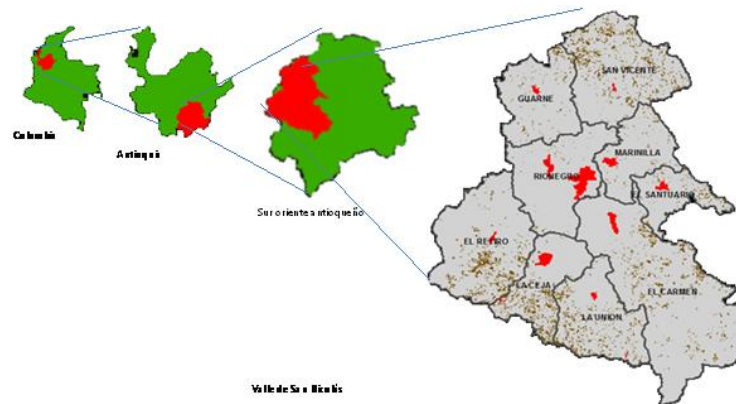 Colombia
Antioquia
Sur oriente antioqueño
Valle de San Nicolás
SAN VICENTE
GUARNE
MARINILLA
RIONEGRO
EL SANTUARIO
EL RETIRO
LA CEJA
EL CARMEN
LA UNION